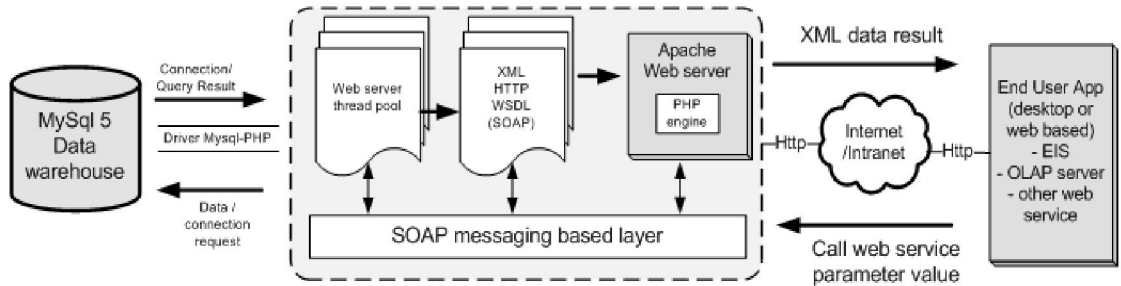 MySql 5
Data
warehouse
Connection/
Query Result
Driver Mysql-PHP
Data /
connection
request
Web server
thread pool
XML
HTTP
WSDL
(SOAP)
Apache
Web server
PHP
engine
SOAP messaging based layer
XML data result
Http
Internet
/Intranet
Http
Call web service
parameter value
End User App
(desktop or
web based)
- EIS
- OLAP server
- other web
service